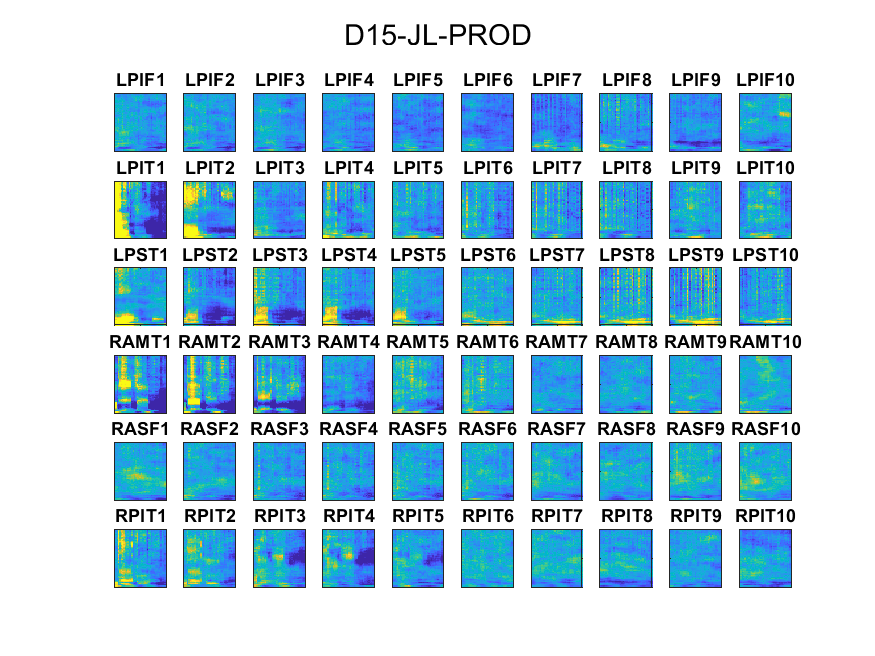 D15-JL-PROD
LPIF1 LPIF2 LPIF3 LPIF4 LPIF5 LPIF6 LPIF7 LPIF8 LPIF9 LPIF10
LPIT1 LPIT2 LPIT3 LPIT4 LPIT5 LPIT6 LPIT7 LPIT8 LPIT9 LPIT10
LPST1 LPST2 LPST3 LPST4 LPST5 LPST6 LPST7 LPST8 LPST9 LPST10
RAMT1 RAMT2 RAMT3 RAMT4 RAMT5 RAMT6 RAMT7 RAMT8 RAMT9 RAMT10
RASF1 RASF2 RASF3 RASF4 RASF5 RASF6 RASF7 RASF8 RASF9 RASF10
RPIT1 RPIT2 RPIT3 RPIT4 RPIT5 RPIT6 RPIT7 RPIT8 RPIT9 RPIT10